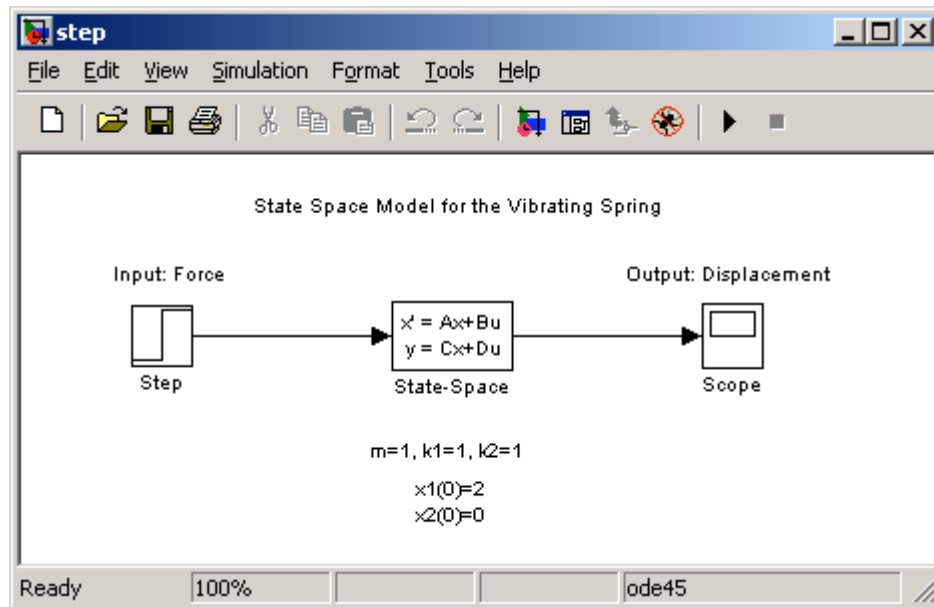 step
File Edit View Simulation Format Tools Help
State Space Model for the Vibrating Spring
Input: Force
Output: Displacement
x' = Ax+Bu
y = Cx+Du
Step
State-Space
Scope
m=1, k1=1, k2=1
x1(0)=2
x2(0)=0
Ready 100% ode45